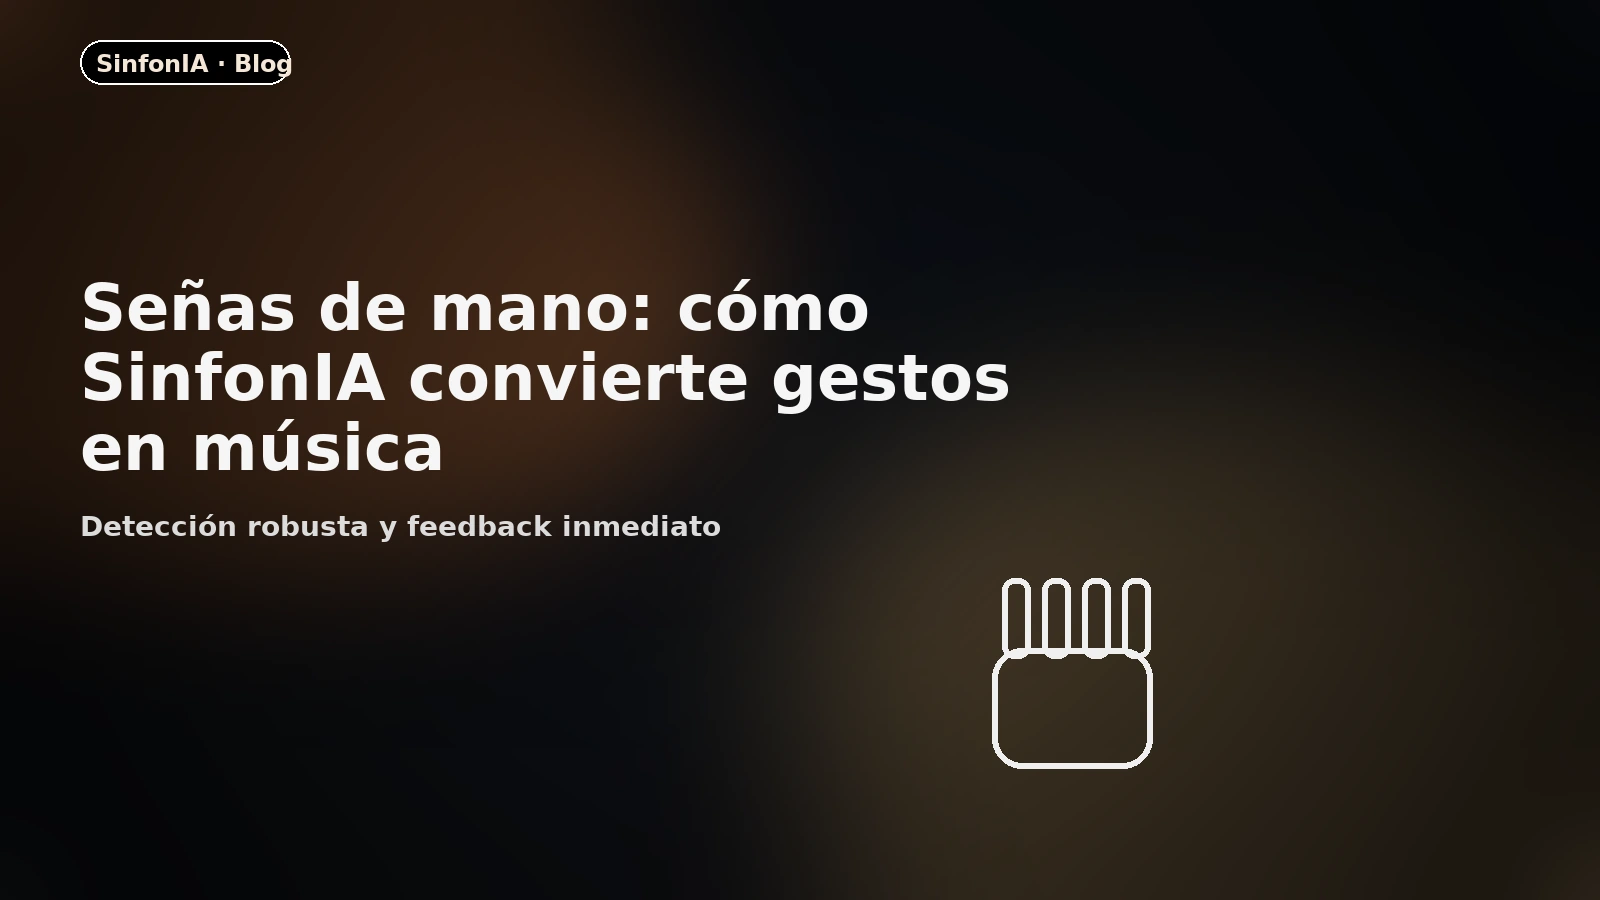 SinfonIA · Blog
Señas de mano: cómo
SinfonIA convierte gestos
en música
Detección robusta y feedback inmediato